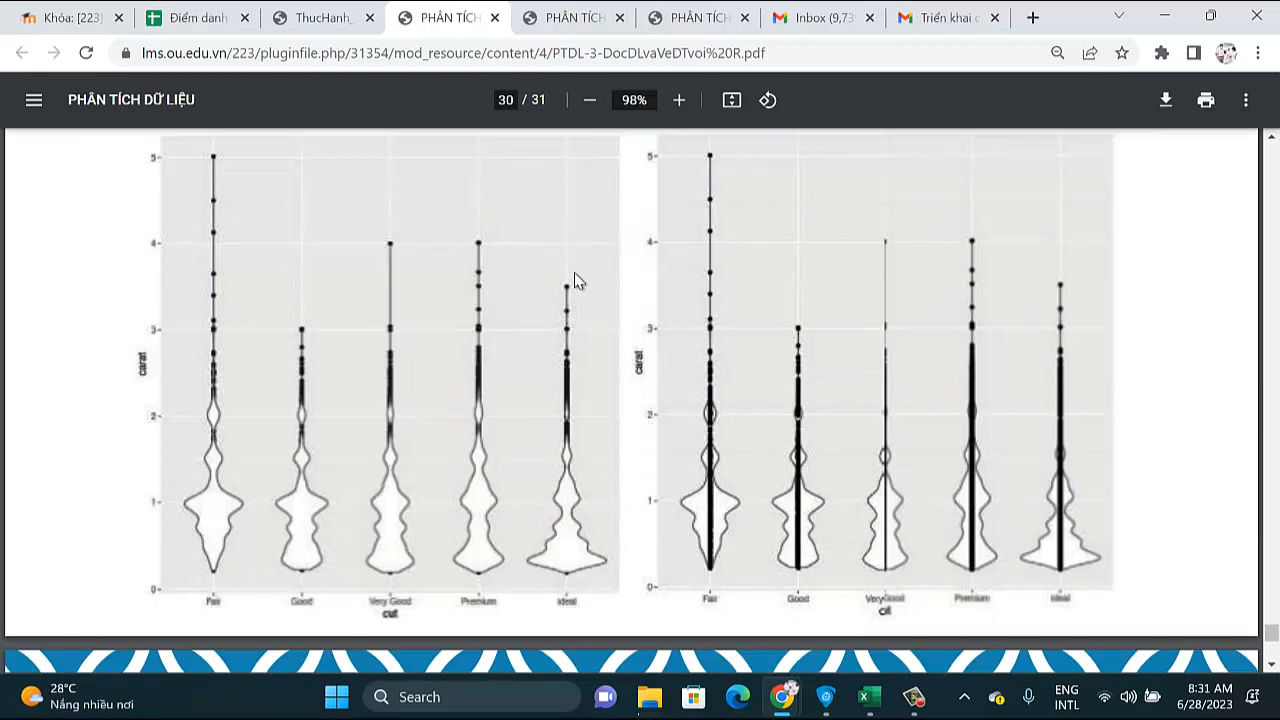 Khóa: [223]
Điểm danh
ThucHanh_
PHÂN TÍCH
PHÂN TÍCH
PHÂN TÍCH
Inbox (9,73
Triển khai c
lms.ou.edu.vn/223/pluginfile.php/31354/mod_resource/content/4/PTDL-3-DocDLvaVeDTvoi%20R.pdf
PHÂN TÍCH DỮ LIỆU
30 / 31
98%
5
4
3
2
1
0
carat
Fair
Good
Very Good
Premium
Ideal
cut
5
4
3
2
1
0
carat
Fair
Good
Very Good
Premium
Ideal
cut
28°C
Nắng nhiều nơi
Search
ENG
INTL
8:31 AM
6/28/2023